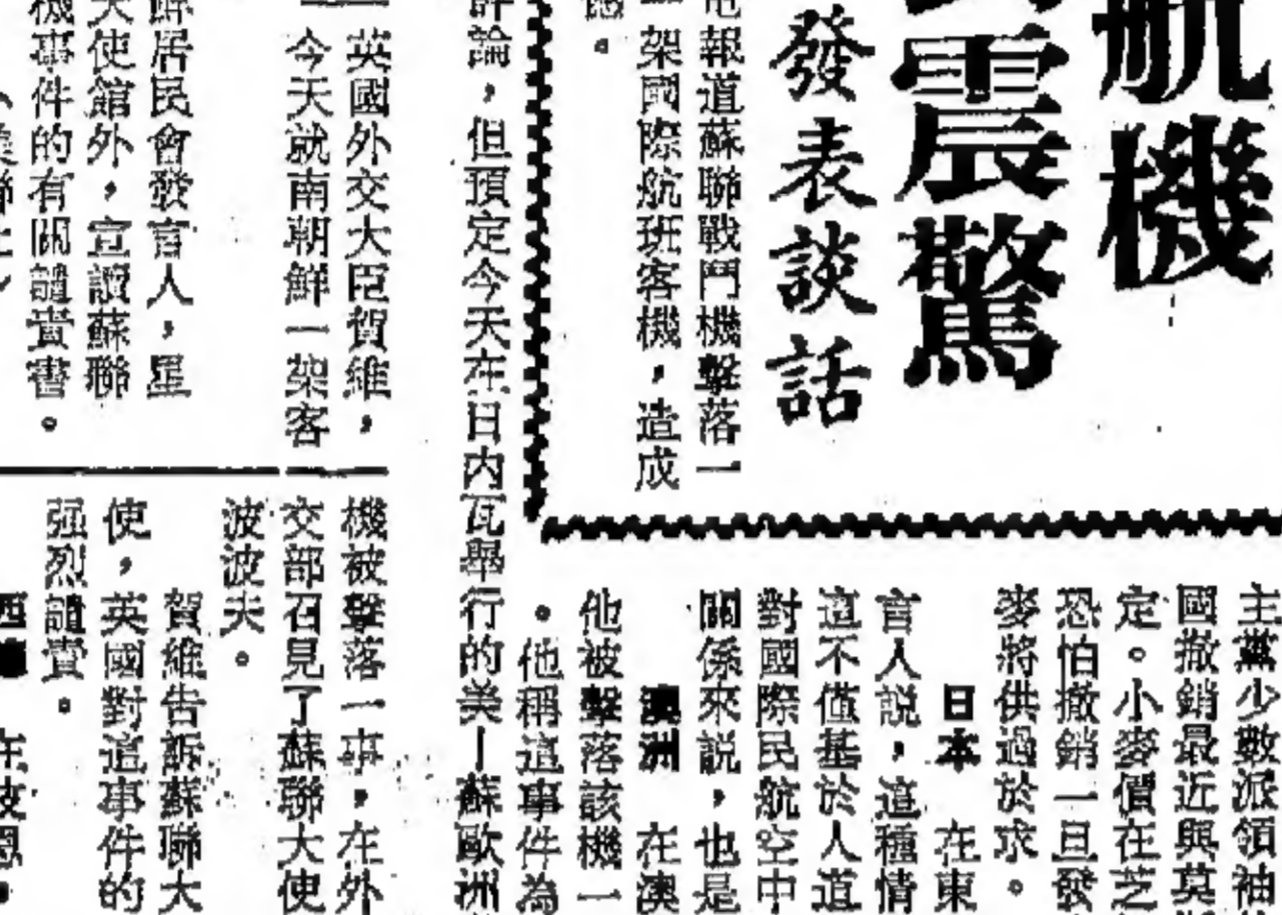 航機
震驚
發表談話
電報道蘇聯戰鬥機擊落一
一架國際航班客機，造成
。
評論，但預定今天在日內瓦舉行的美－蘇歐洲
英國外交大臣賀維，
今天就南朝鮮一架客
鮮居民會發言人，星
大使館外，宣讀蘇聯
機事件的有關譴責書。
機被擊落一事，在外
交部召見了蘇聯大使
波波夫。
賀維告訴蘇聯大
使，英國對這事件的
强烈譴責。
主黨少數派領袖
國撤銷最近與莫
定。小麥價在芝
恐怕撤銷一旦發
麥將供過於求。
日本　在東
言人說，這種情
這不僅基於人道
對國際民航空中
關係來說，也是
澳洲　在澳
他被擊落該機一
。他稱這事件為
在波恩，